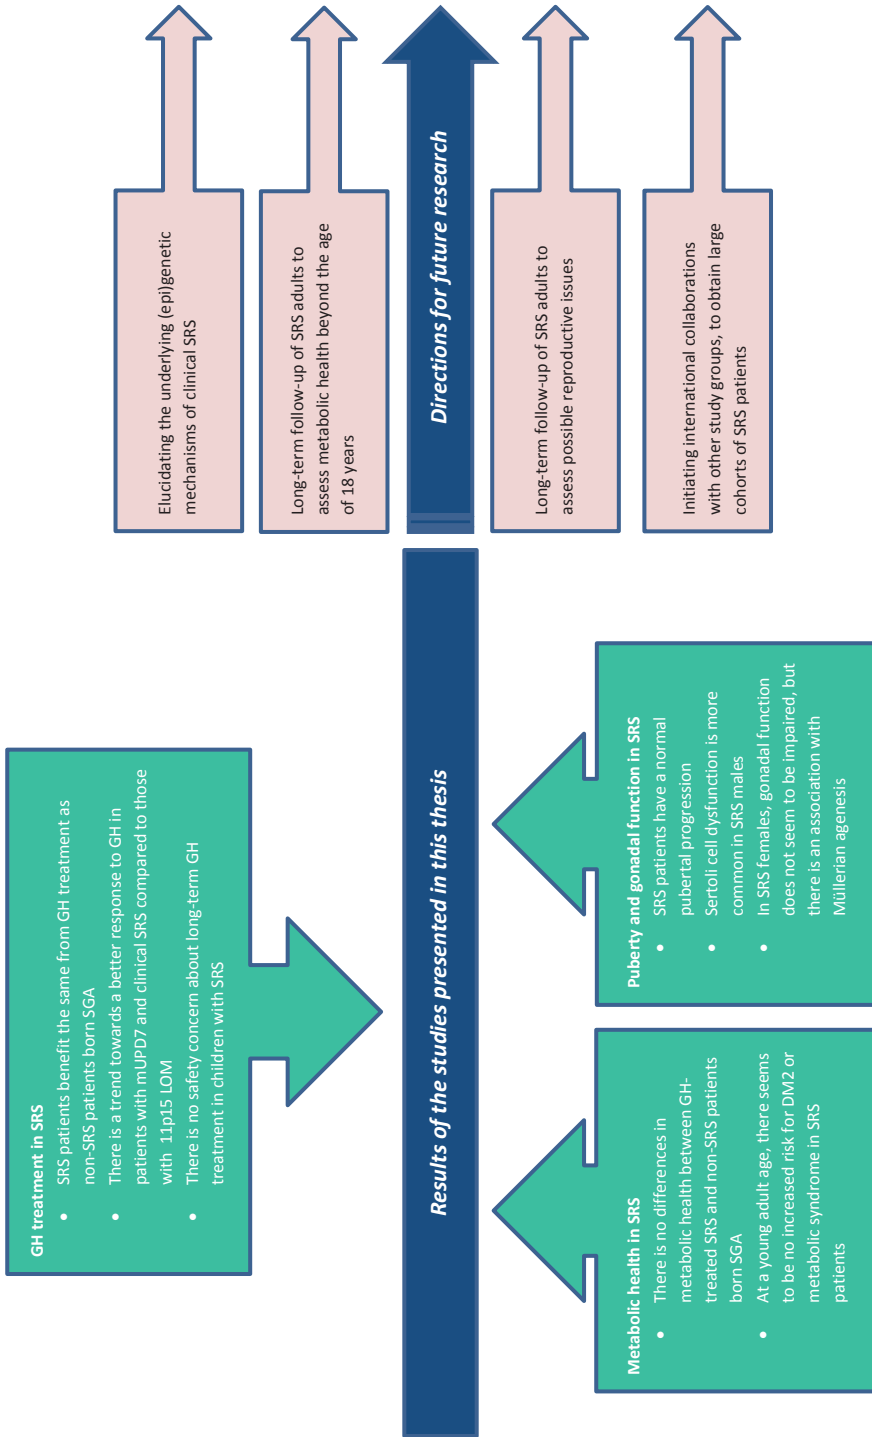 GH treatment in SRS
• SRS patients benefit the same from GH treatment as
non-SRS patients born SGA
• There is a trend towards a better response to GH in
patients with mUPD7 and clinical SRS compared to those
with 11p15 LOM
• There is no safety concern about long-term GH
treatment in children with SRS
Results of the studies presented in this thesis
Metabolic health in SRS
• There is no differences in
metabolic health between GH-
treated SRS and non-SRS patients
born SGA
• At a young adult age, there seems
to be no increased risk for DM2 or
metabolic syndrome in SRS
patients
Puberty and gonadal function in SRS
• SRS patients have a normal
pubertal progression
• Sertoli cell dysfunction is more
common in SRS males
• In SRS females, gonadal function
does not seem to be impaired, but
there is an association with
Müllerian agenesis
Directions for future research
Elucidating the underlying (epi)genetic
mechanisms of clinical SRS
Long-term follow-up of SRS adults to
assess metabolic health beyond the age
of 18 years
Long-term follow-up of SRS adults to
assess possible reproductive issues
Initiating international collaborations
with other study groups, to obtain large
cohorts of SRS patients